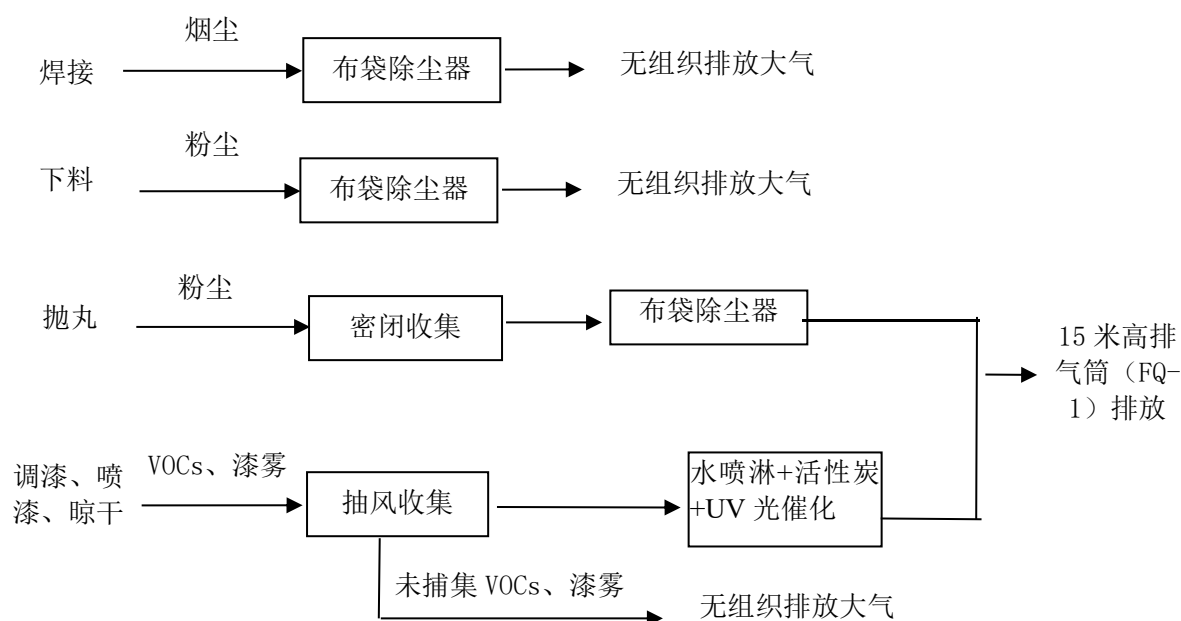 烟尘
焊接
布袋除尘器
无组织排放大气
粉尘
下料
布袋除尘器
无组织排放大气
粉尘
抛丸
密闭收集
布袋除尘器
15 米高排
气筒（FQ-
1）排放
VOCs、漆雾
调漆、喷
漆、晾干
抽风收集
水喷淋+活性炭
+UV 光催化
未捕集 VOCs、漆雾
无组织排放大气